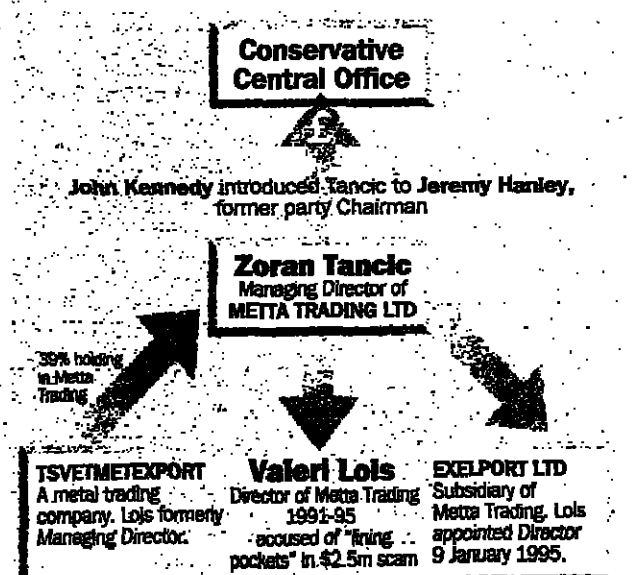 Conservative
Central Office
£
John Kennedy introduced Tancic to Jeremy Hanley,
former party Chairman
Zoran Tancic
Managing Director of
METTA TRADING LTD
39% holding
in Metta
Trading
TSVETMETEXPORT
A metal trading
company. Lois formerly
Managing Director.
Valeri Lois
Director of Metta Trading
1991-95
accused of "lining
pockets" in $2.5m scam
EXELPORT LTD
Subsidiary of
Metta Trading. Lois
appointed Director
9 January 1995.